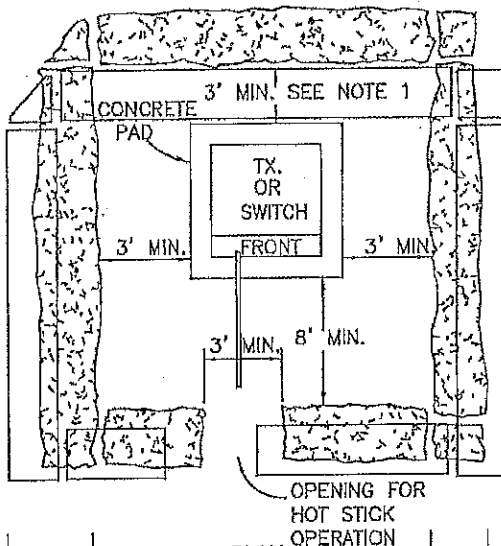 3' MIN. SEE NOTE 1
CONCRETE
PAD
TX.
OR
SWITCH
FRONT
3' MIN.
3' MIN.
3' MIN.
8' MIN.
OPENING FOR
HOT STICK
OPERATION